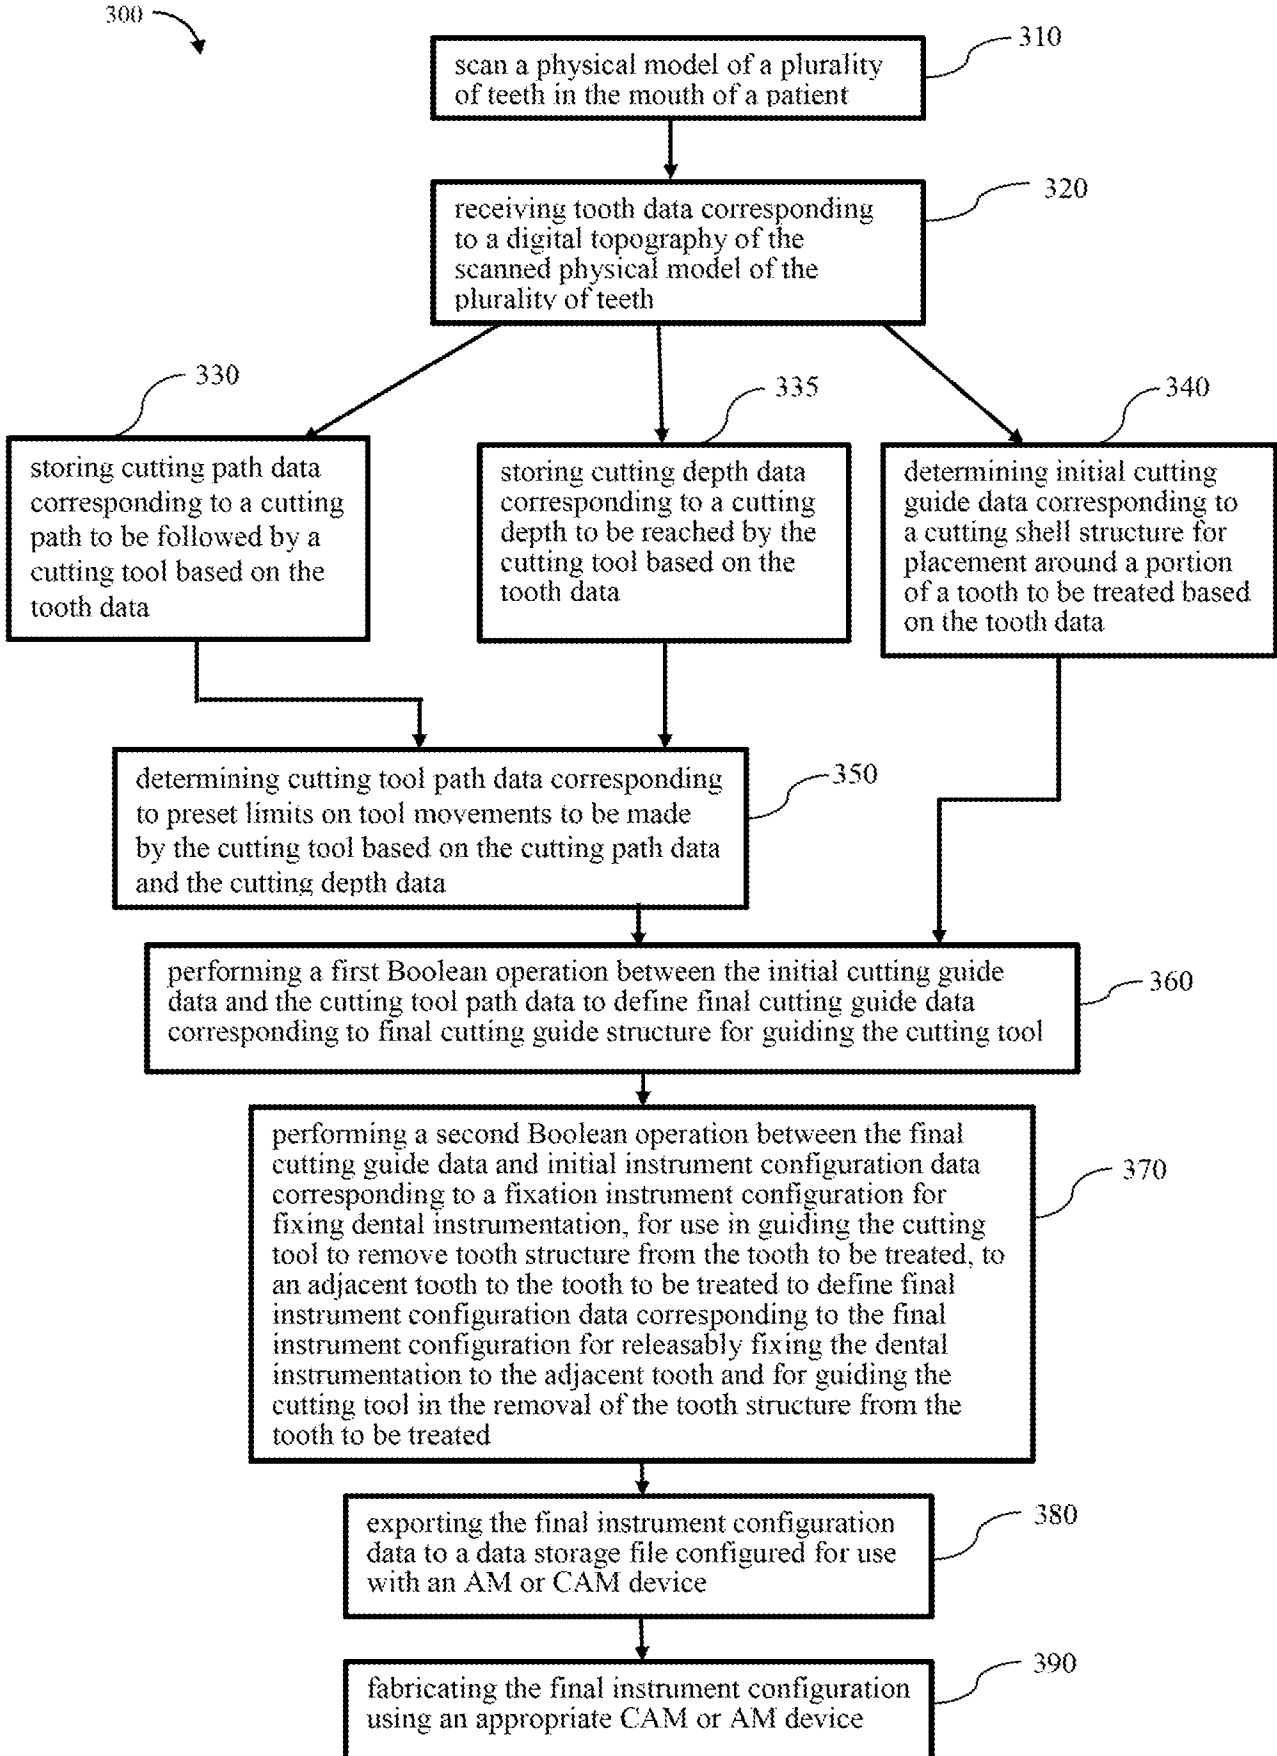 300
310
scan a physical model of a plurality
of teeth in the mouth of a patient
320
receiving tooth data corresponding
to a digital topography of the
scanned physical model of the
plurality of teeth
330
335
340
storing cutting path data
corresponding to a cutting
path to be followed by a
cutting tool based on the
tooth data
storing cutting depth data
corresponding to a cutting
depth to be reached by the
cutting tool based on the
tooth data
determining initial cutting
guide data corresponding to
a cutting shell structure for
placement around a portion
of a tooth to be treated based
on the tooth data
350
determining cutting tool path data corresponding
to preset limits on tool movements to be made
by the cutting tool based on the cutting path data
and the cutting depth data
360
performing a first Boolean operation between the initial cutting guide
data and the cutting tool path data to define final cutting guide data
corresponding to final cutting guide structure for guiding the cutting tool
370
performing a second Boolean operation between the final
cutting guide data and initial instrument configuration data
corresponding to a fixation instrument configuration for
fixing dental instrumentation, for use in guiding the cutting
tool to remove tooth structure from the tooth to be treated, to
an adjacent tooth to the tooth to be treated to define final
instrument configuration data corresponding to the final
instrument configuration for releasably fixing the dental
instrumentation to the adjacent tooth and for guiding the
cutting tool in the removal of the tooth structure from the
tooth to be treated
380
exporting the final instrument configuration
data to a data storage file configured for use
with an AM or CAM device
390
fabricating the final instrument configuration
using an appropriate CAM or AM device